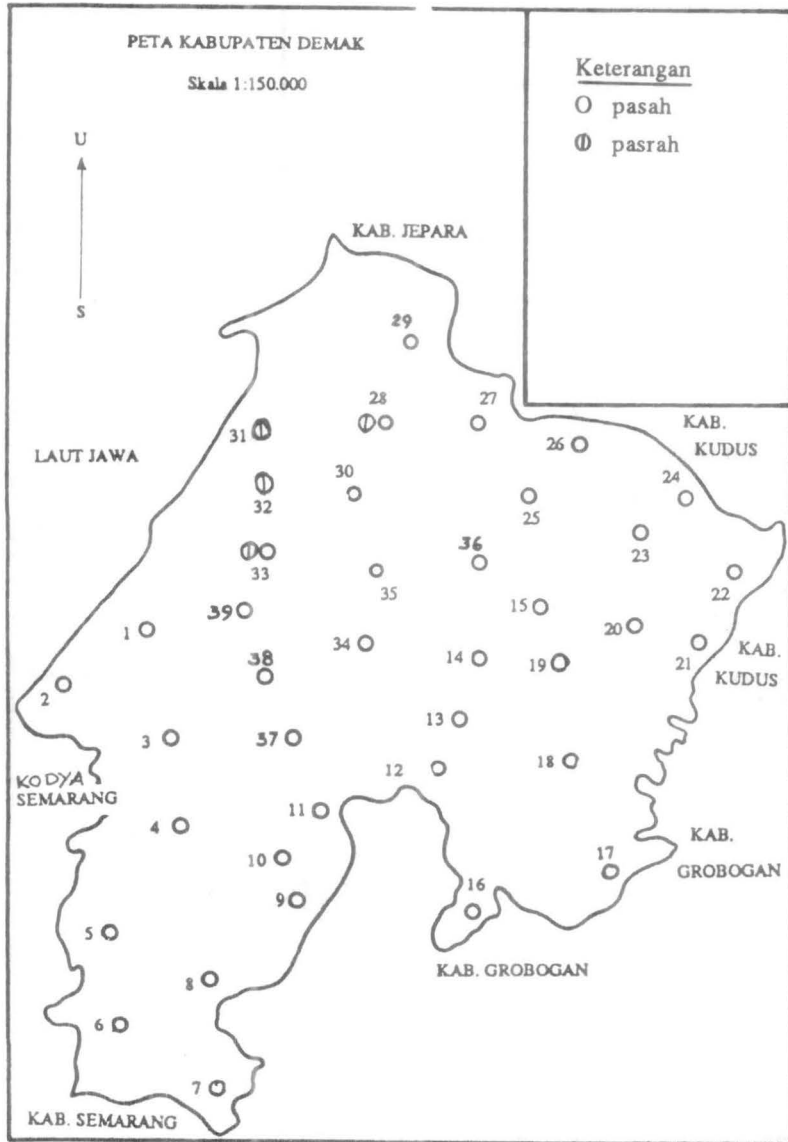 PETA KABUPATEN DEMAK
Skala 1:150.000
Keterangan
pasah
pasrah
U
S
KAB. JEPARA
29
28
27
31
26
KAB.
KUDUS
LAUT JAWA
30
24
32
25
23
36
33
35
22
39
15
1
20
34
14
19
21
KAB.
KUDUS
38
2
13
3
37
12
18
KODYA
SEMARANG
11
4
KAB.
GROBOGAN
10
17
9
16
5
KAB. GROBOGAN
8
6
7
KAB. SEMARANG